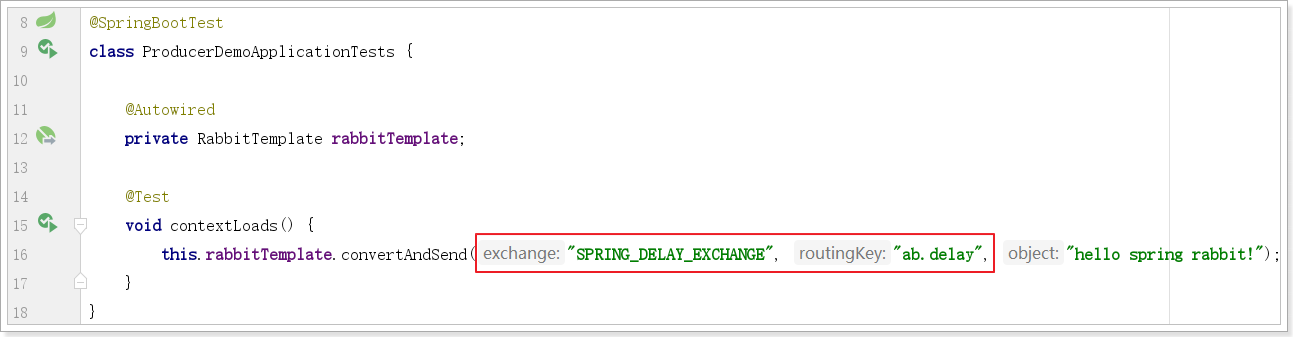 8 @SpringBootTest
9 class ProducerDemoApplicationTests {
10
11 @Autowired
12 private RabbitTemplate rabbitTemplate;
13
14 @Test
15 void contextLoads() {
16 this.rabbitTemplate.convertAndSend( exchange: "SPRING_DELAY_EXCHANGE", routingKey: "ab.delay", object: "hello spring rabbit!");
17 }
18 }